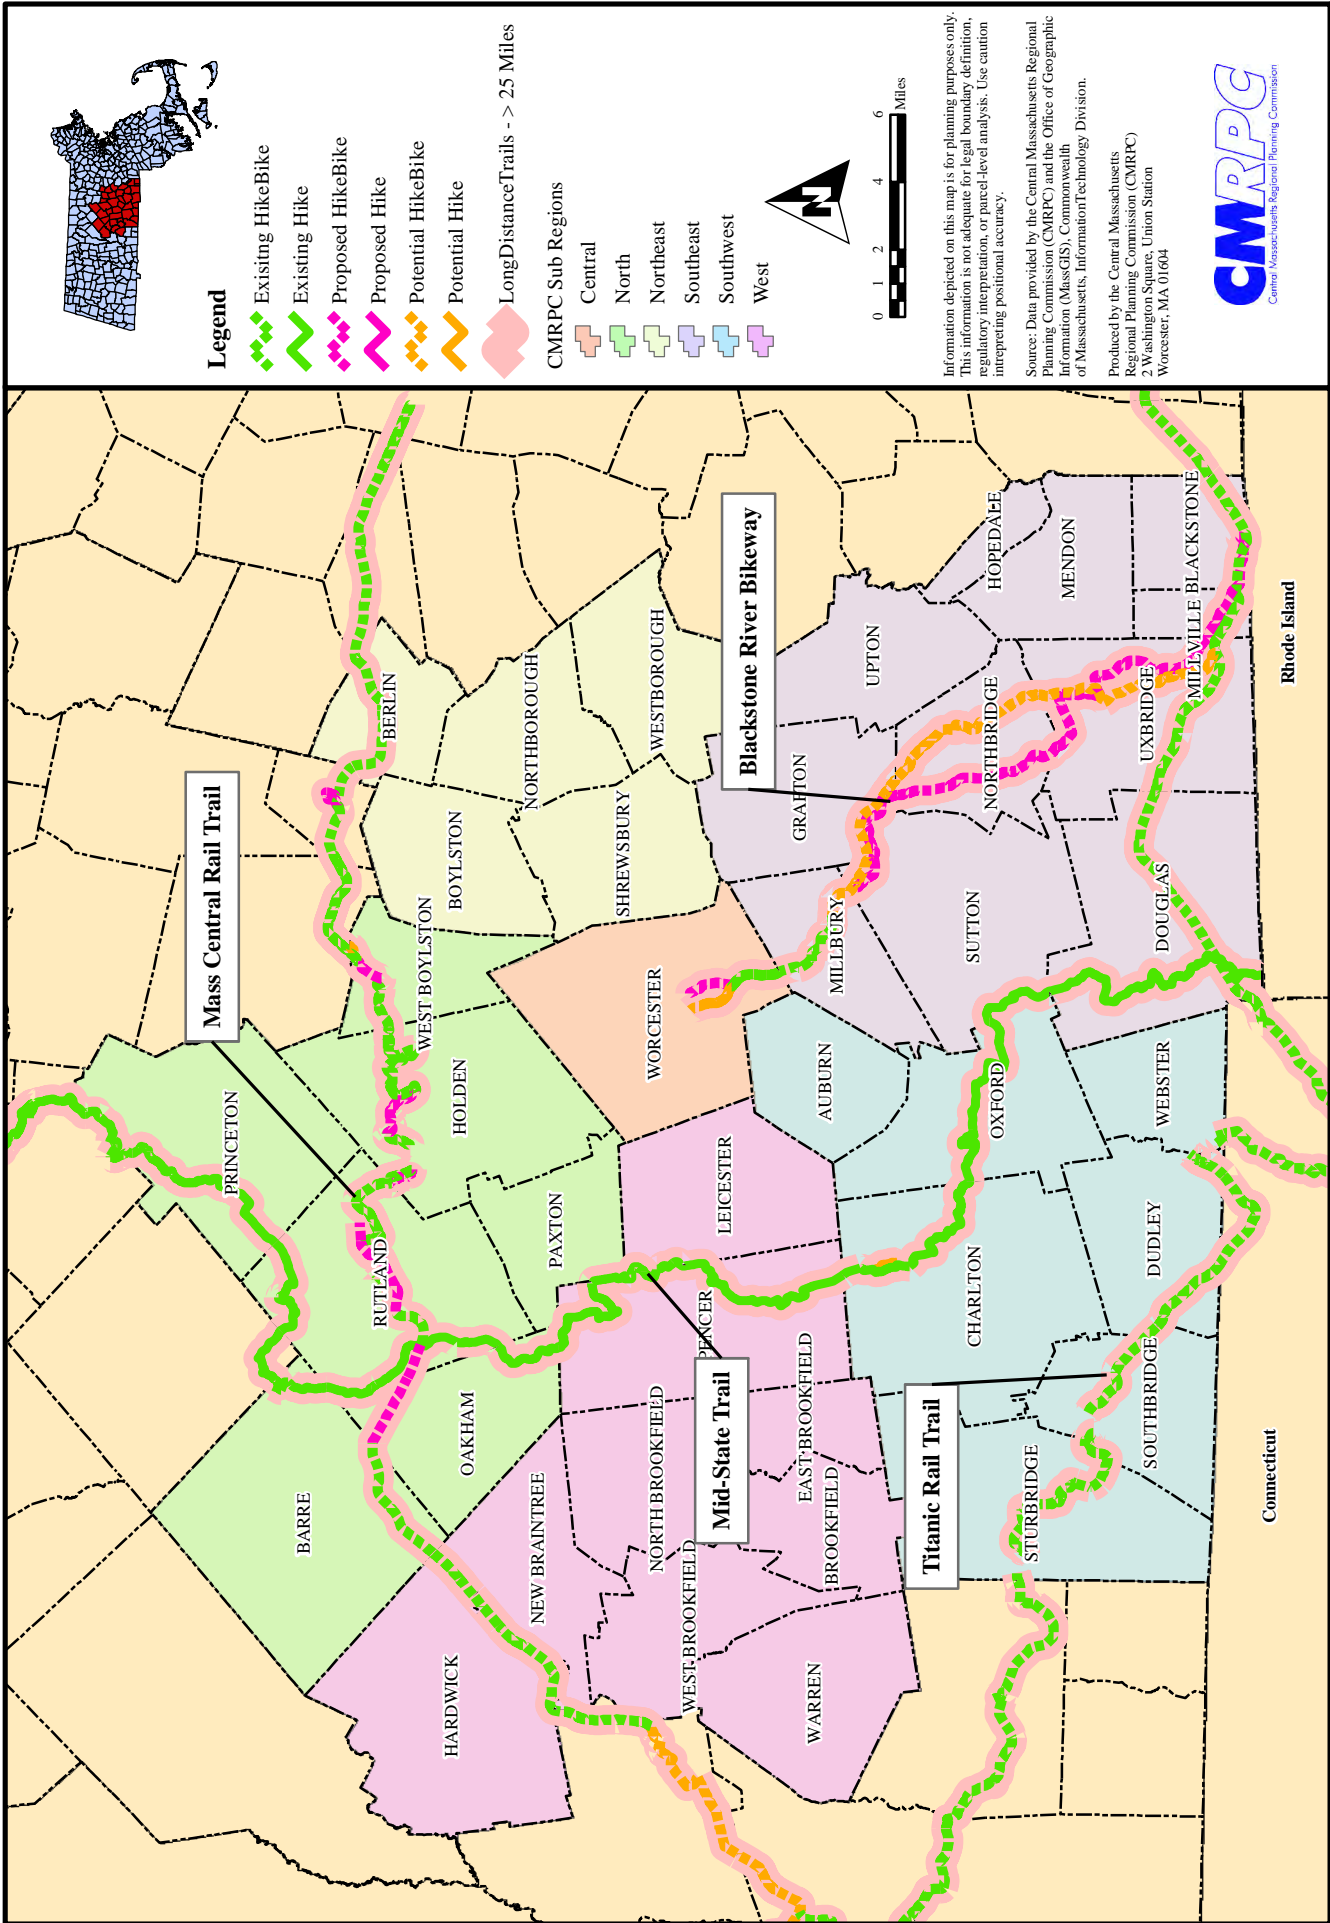 Legend
Exisitng HikeBike
Existing Hike
Proposed HikeBike
Proposed Hike
Potential HikeBike
Potential Hike
LongDistanceTrails - > 25 Miles
CMRPC Sub Regions
Central
North
Northeast
Southeast
Southwest
West
N
0 1 2 4 6
Miles
Information depicted on this map is for planning purposes only.
This information is not adequate for legal boundary definition,
regulatory interpretation, or parcel-level analysis. Use caution
intrepreting positional accuracy.
Source: Data provided by the Central Massachusetts Regional
Planning Commission (CMRPC) and the Office of Geographic
Information (MassGIS), Commonwealth
of Massachusetts, InformationTechnology Division.
Produced by the Central Massachusetts
Regional Planning Commission (CMRPC)
2 Washington Square, Union Station
Worcester, MA 01604
CMRPC
Central Massachusetts Regional Planning Commission
Mass Central Rail Trail
PRINCETON
BARRE
RUTLAND
BERLIN
WEST BOYLSTON
HARDWICK
OAKHAM
HOLDEN
BOYLSTON
NEW BRAINTREE
PAXTON
NORTHBOROUGH
SHREWSBURY
WESTBOROUGH
WORCESTER
NORTH BROOKFIELD
WEST BROOKFIELD
PENCER
LEICESTER
Mid-State Trail
Blackstone River Bikeway
WARREN
BROOKFIELD
EAST BROOKFIELD
AUBURN
MILLBURY
GRAFTON
UPTON
Titanic Rail Trail
CHARLTON
OXFORD
SUTTON
NORTHBRIDGE
HOPEDALE
MENDON
STURBRIDGE
SOUTHBRIDGE
DUDLEY
WEBSTER
DOUGLAS
UXBRIDGE
MILLVILLE
BLACKSTONE
Connecticut
Rhode Island